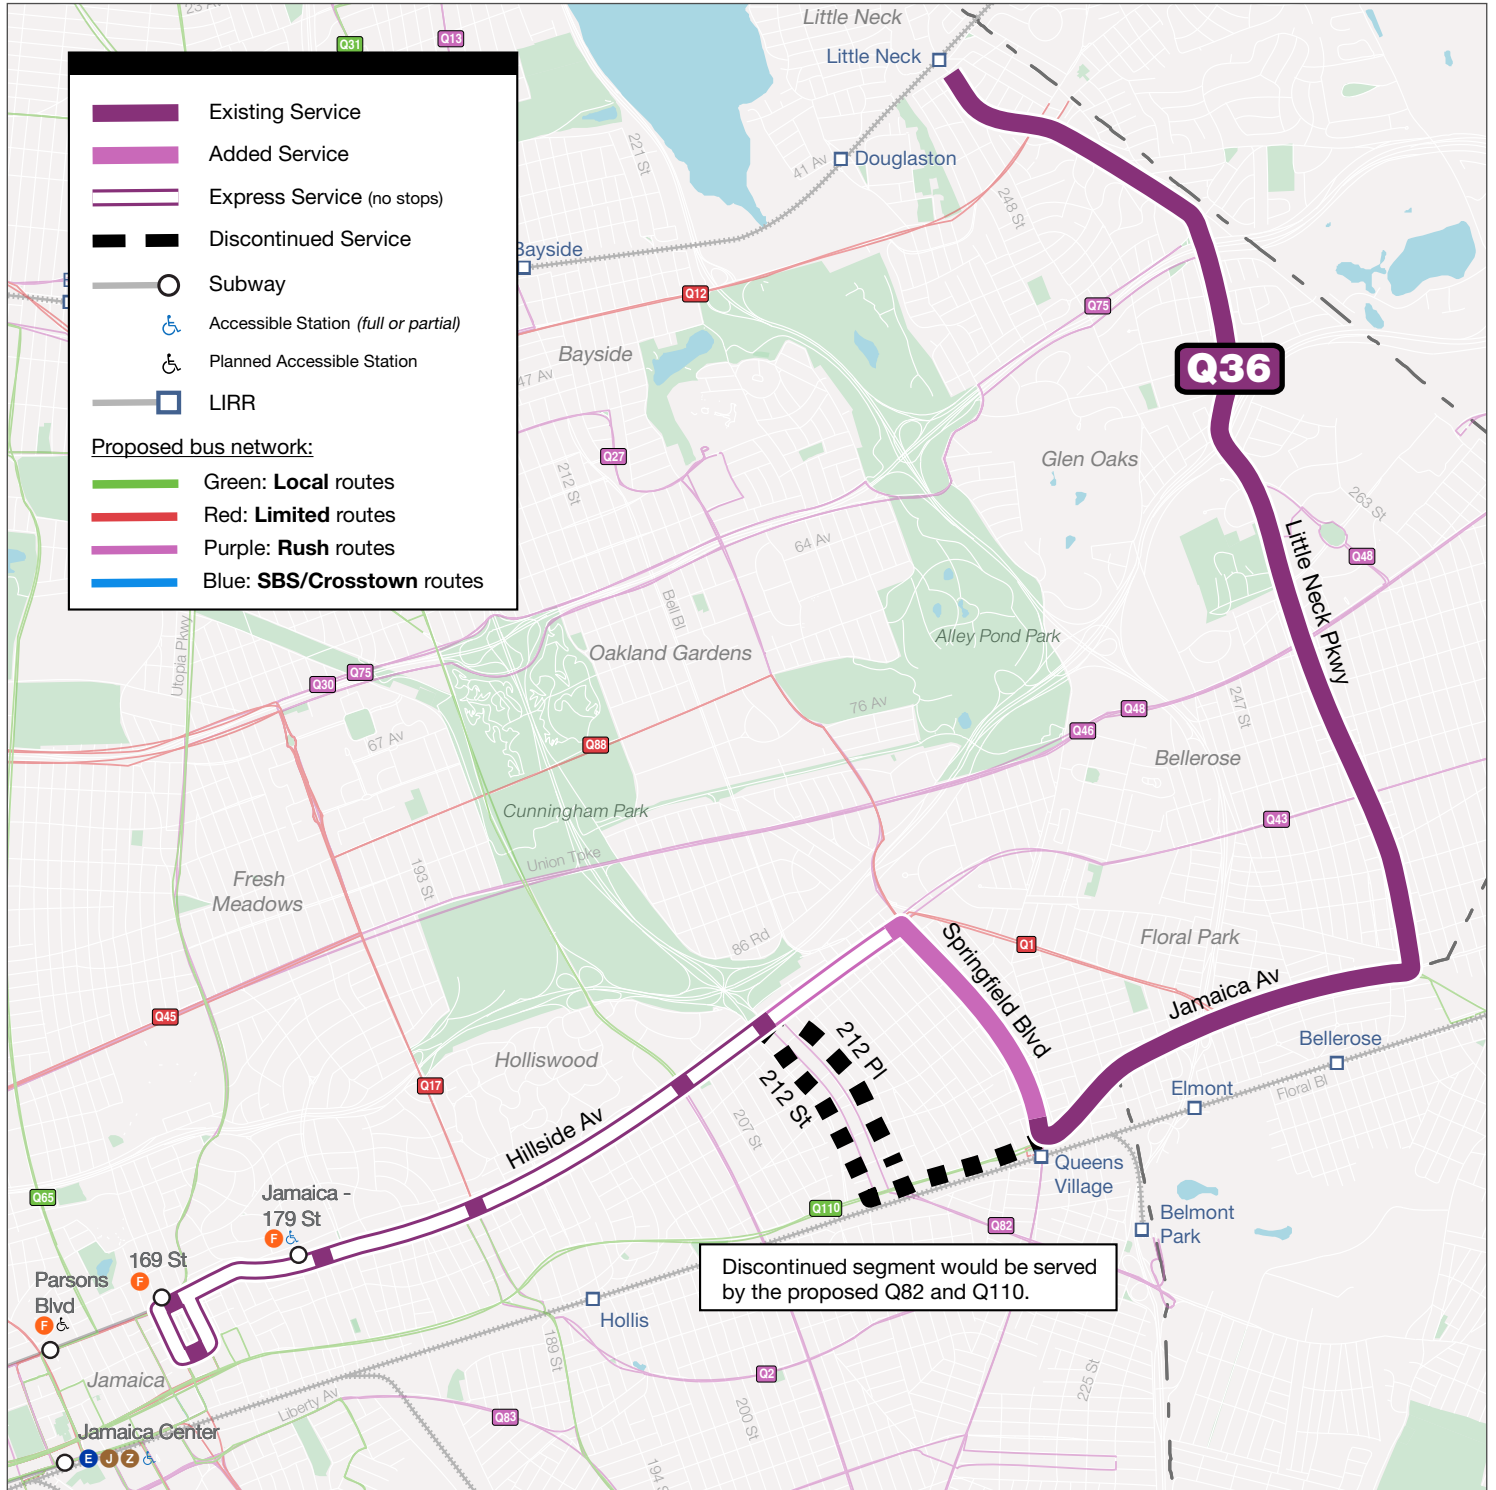 23 Av
Q31
Q13
Little Neck
Little Neck
Existing Service
Added Service
Express Service (no stops)
Discontinued Service
Subway
Accessible Station (full or partial)
Planned Accessible Station
LIRR
Proposed bus network:
Green: Local routes
Red: Limited routes
Purple: Rush routes
Blue: SBS/Crosstown routes
221 St
41 Av
Douglaston
248 St
Bayside
Q12
Q75
Bayside
47 Av
Q36
Q27
212 St
Glen Oaks
263 St
64 Av
Little Neck Pkwy
Q48
Bell Bl
Utopia Pkwy
Oakland Gardens
Alley Pond Park
Q75
Q30
247 St
76 Av
Q48
Q46
67 Av
Q88
Bellerose
Cunningham Park
Q43
Union Tpke
193 St
Fresh
Meadows
86 Rd
Springfield Blvd
Q1
Floral Park
Jamaica Av
Q45
212 Pl
Bellerose
Holliswood
212 St
Q17
Elmont
Floral Bl
207 St
Hillside Av
Queens
Village
Q65
Jamaica -
179 St
F
Q110
Q82
Belmont
Park
169 St
F
Parsons
Blvd
F
Discontinued segment would be served
by the proposed Q82 and Q110.
Hollis
189 St
Jamaica
Q2
225 St
Liberty Av
Q83
200 St
Jamaica Center
E J Z
194 S